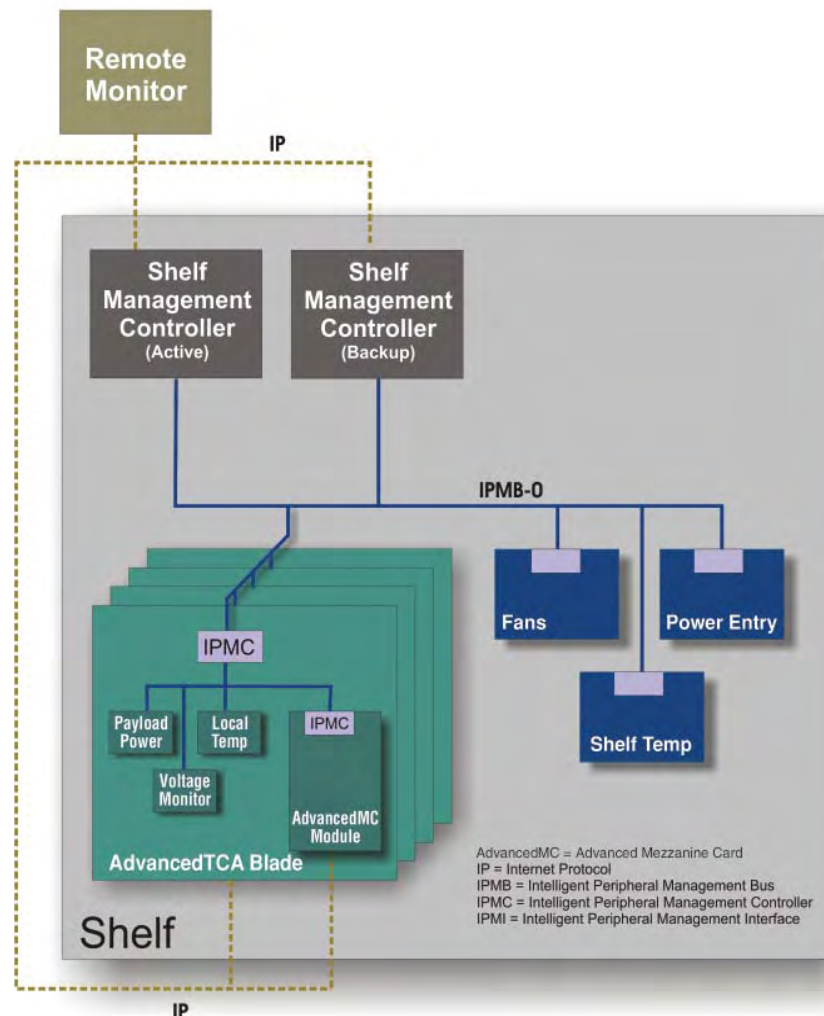 Remote
Monitor
IP
Shelf
Management
Controller
(Active)
Shelf
Management
Controller
(Backup)
IPMB-0
IPMC
Payload
Power
Local
Temp
IPMC
Voltage
Monitor
AdvancedMC
Module
AdvancedTCA Blade
Fans
Power Entry
Shelf Temp
AdvancedMC = Advanced Mezzanine Card
IP = Internet Protocol
IPMB = Intelligent Peripheral Management Bus
IPMC = Intelligent Peripheral Management Controller
IPMI = Intelligent Peripheral Management Interface
Shelf
IP